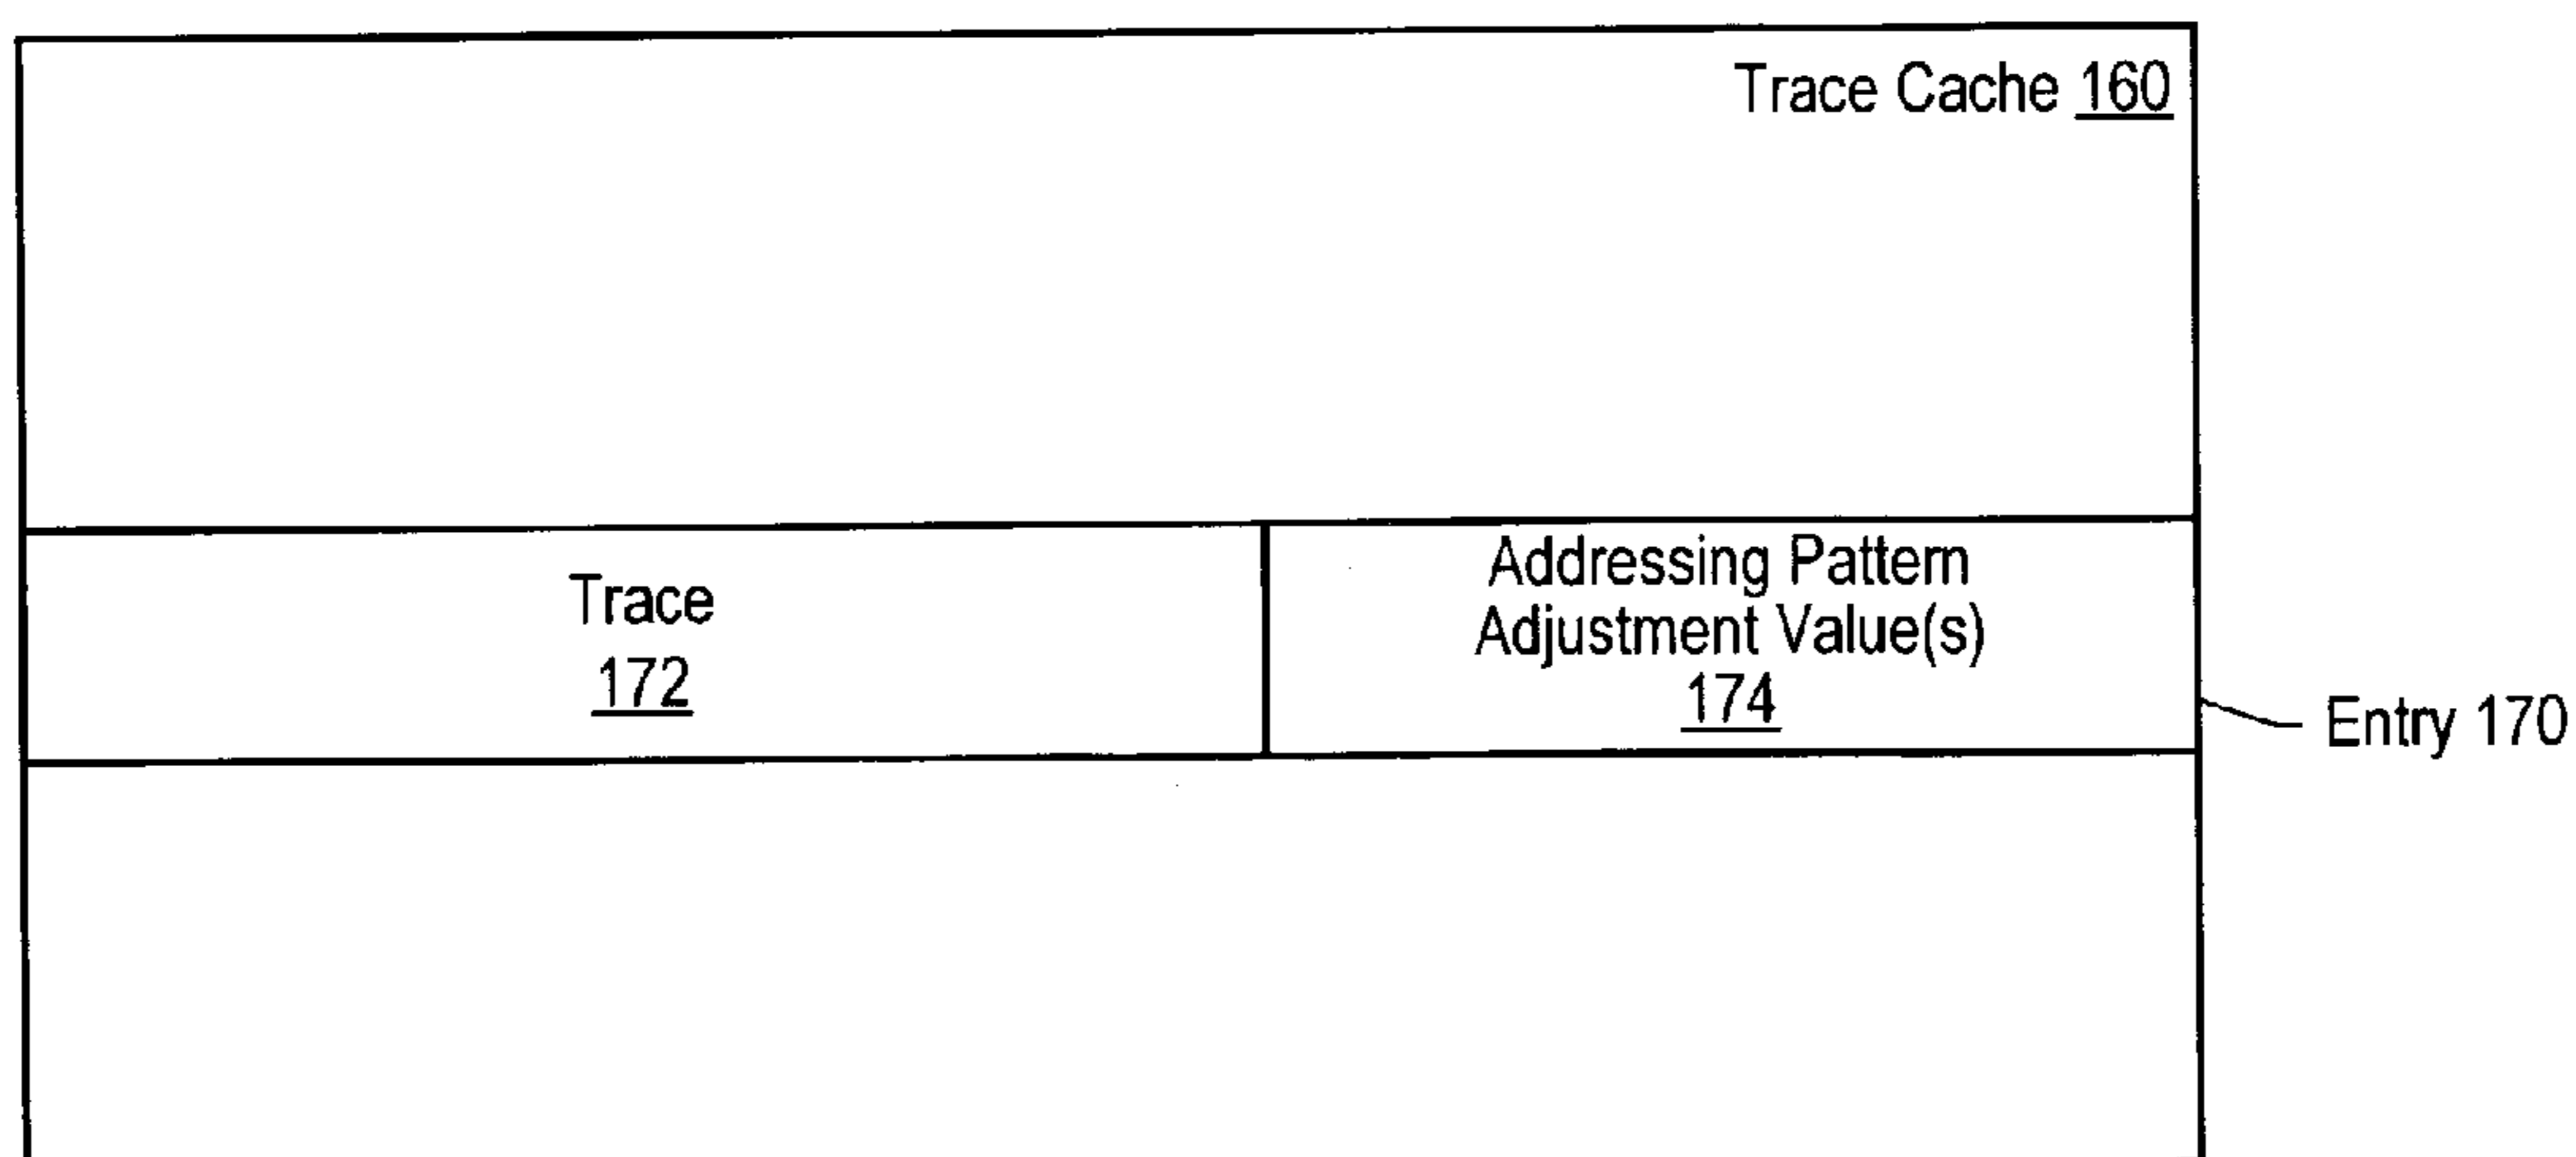 Trace Cache 160
Trace
172
Addressing Pattern
Adjustment Value(s)
174
Entry 170